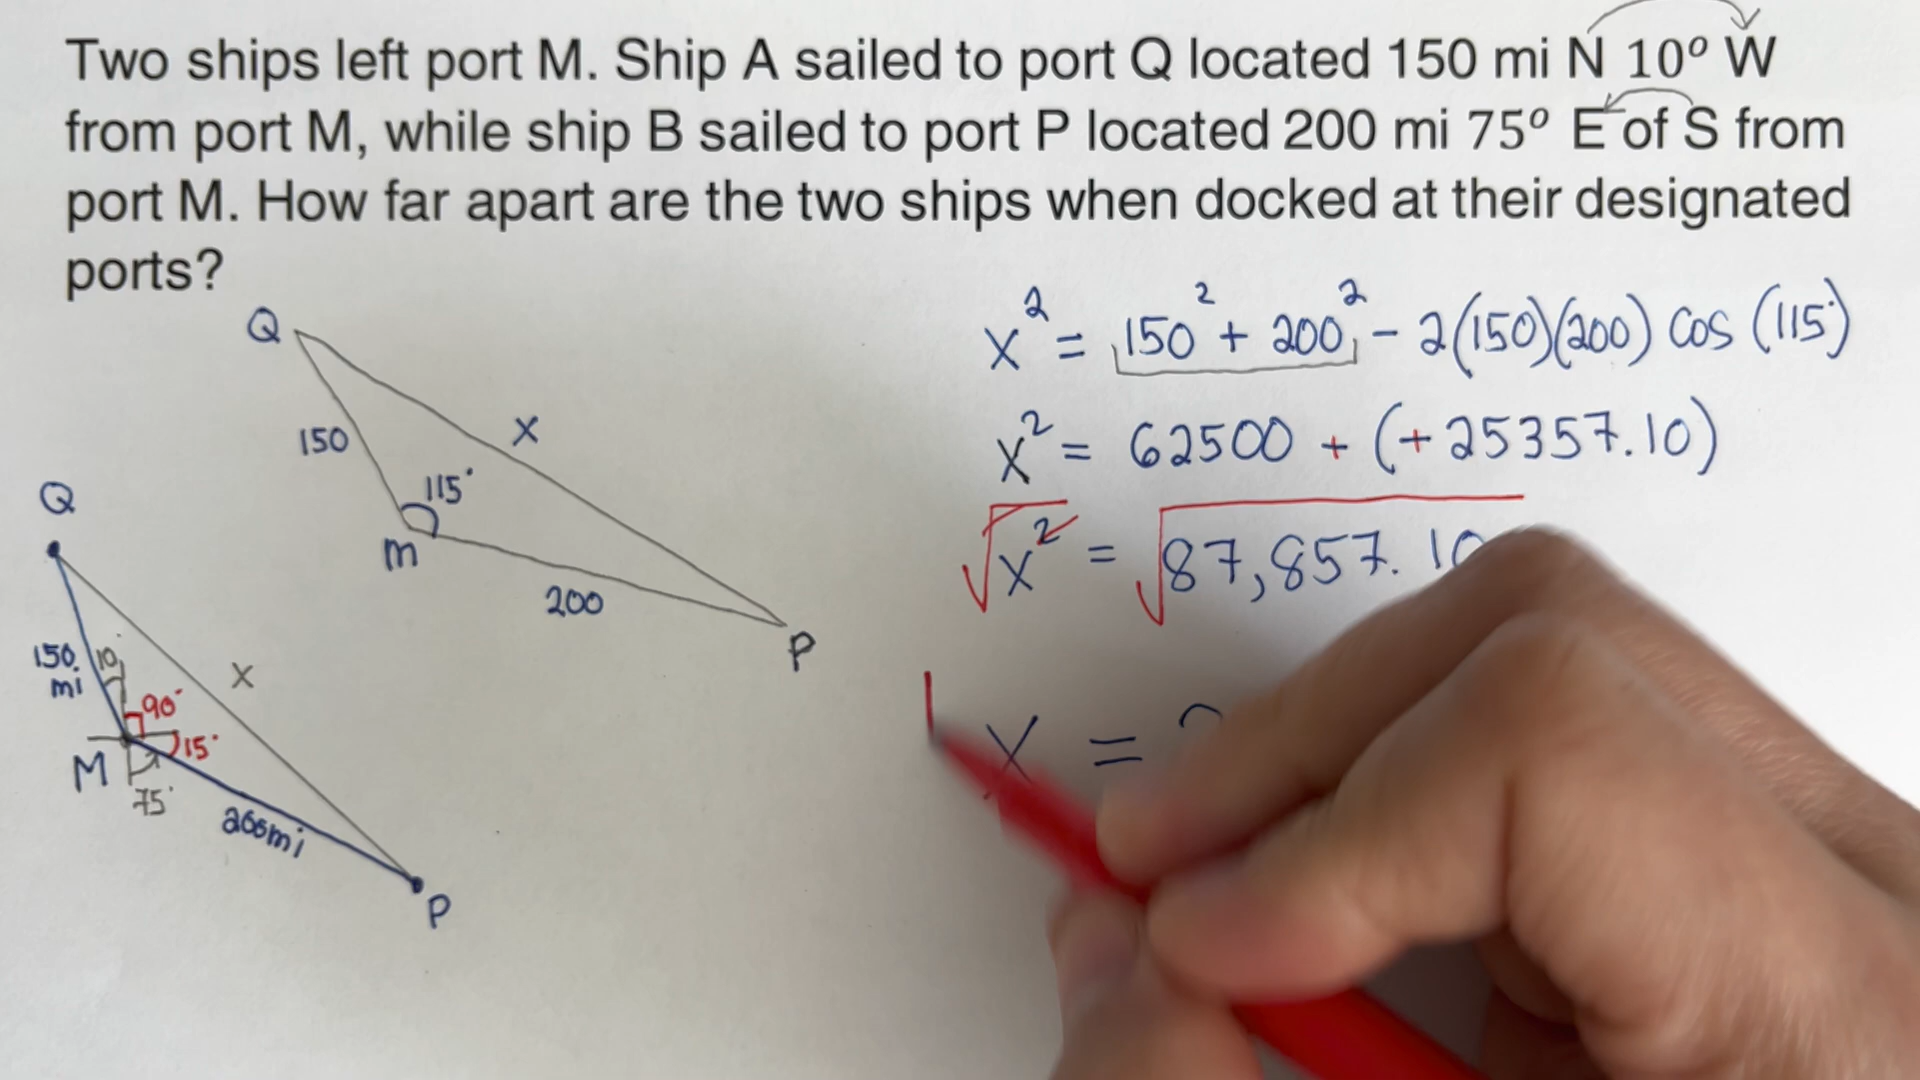 Two ships left port M. Ship A sailed to port Q located 150 mi N 10° W
from port M, while ship B sailed to port P located 200 mi 75° E of S from
port M. How far apart are the two ships when docked at their designated
ports?
x² = 150² + 200² - 2(150)(200) cos (115°)
x² = 62500 + (+25357.10)
√x² = √87,857.10
x =
Q
150
x
115°
m
200
P
Q
150 mi
10°
x
90°
15°
M
75°
200mi
P